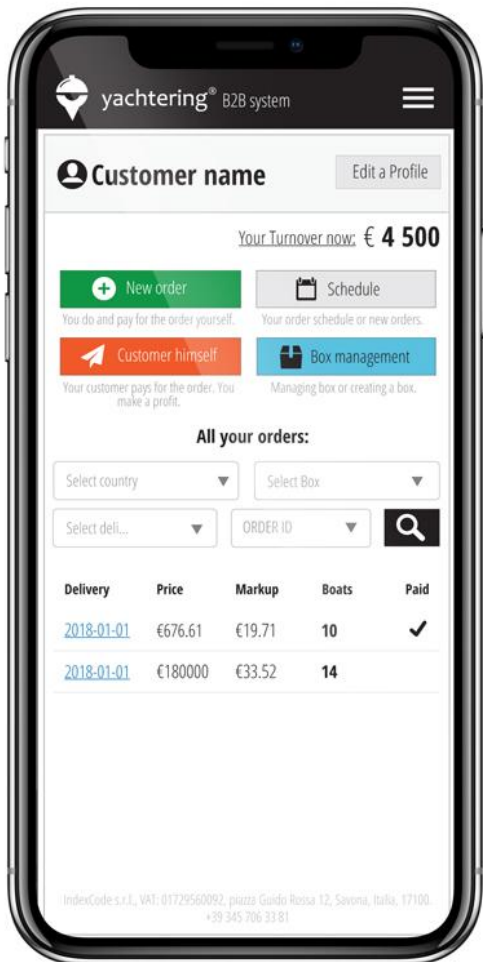 yachtering® B2B system
Customer name
Edit a Profile
Your Turnover now: € 4 500
New order
Schedule
You do and pay for the order yourself.
Your order schedule or new orders.
Customer himself
Box management
Your customer pays for the order. You
make a profit.
Managing box or creating a box.
All your orders:
Select country
Select Box
Select deli...
ORDER ID
Delivery Price Markup Boats Paid
2018-01-01 €676.61 €19.71 10 ✓
2018-01-01 €180000 €33.52 14
IndexCode s.r.l., VAT: 01729560092, piazza Guido Rossa 12, Savona, Italia, 17100.
+39 345 706 33 81